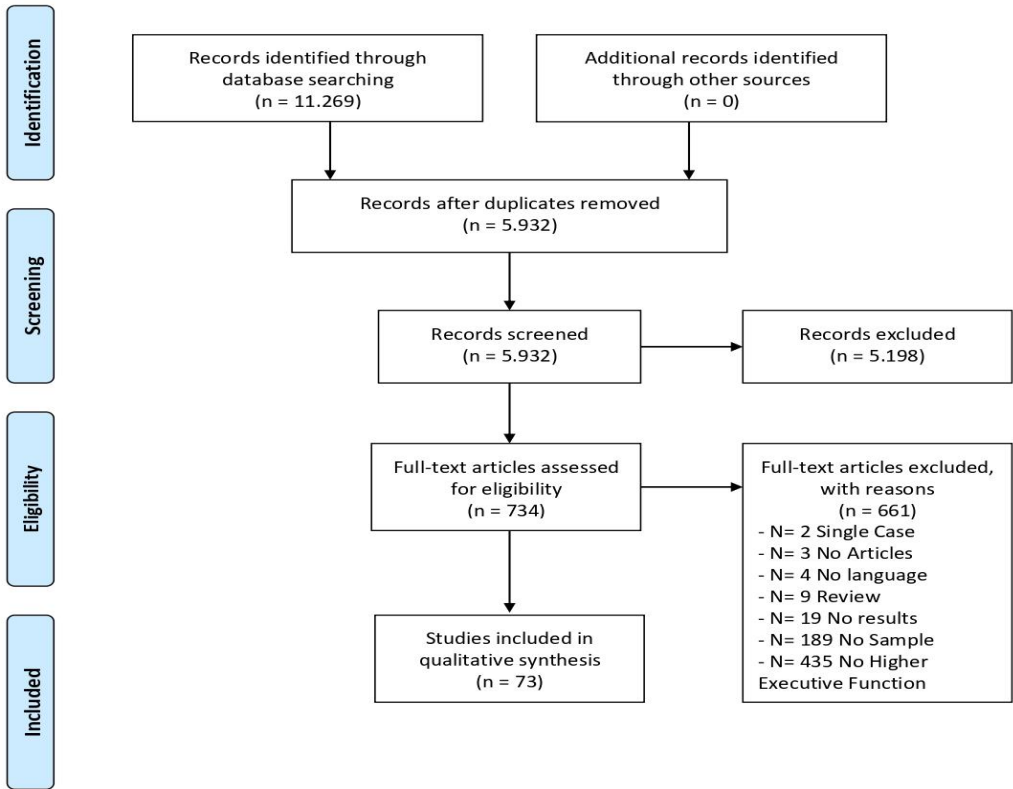 Identification
Records identified through
database searching
(n = 11.269)
Additional records identified
through other sources
(n = 0)
Records after duplicates removed
(n = 5.932)
Screening
Records screened
(n = 5.932)
Records excluded
(n = 5.198)
Eligibility
Full-text articles assessed
for eligibility
(n = 734)
Full-text articles excluded,
with reasons
(n = 661)
- N= 2 Single Case
- N= 3 No Articles
- N= 4 No language
- N= 9 Review
- N= 19 No results
- N= 189 No Sample
- N= 435 No Higher
Executive Function
Included
Studies included in
qualitative synthesis
(n = 73)